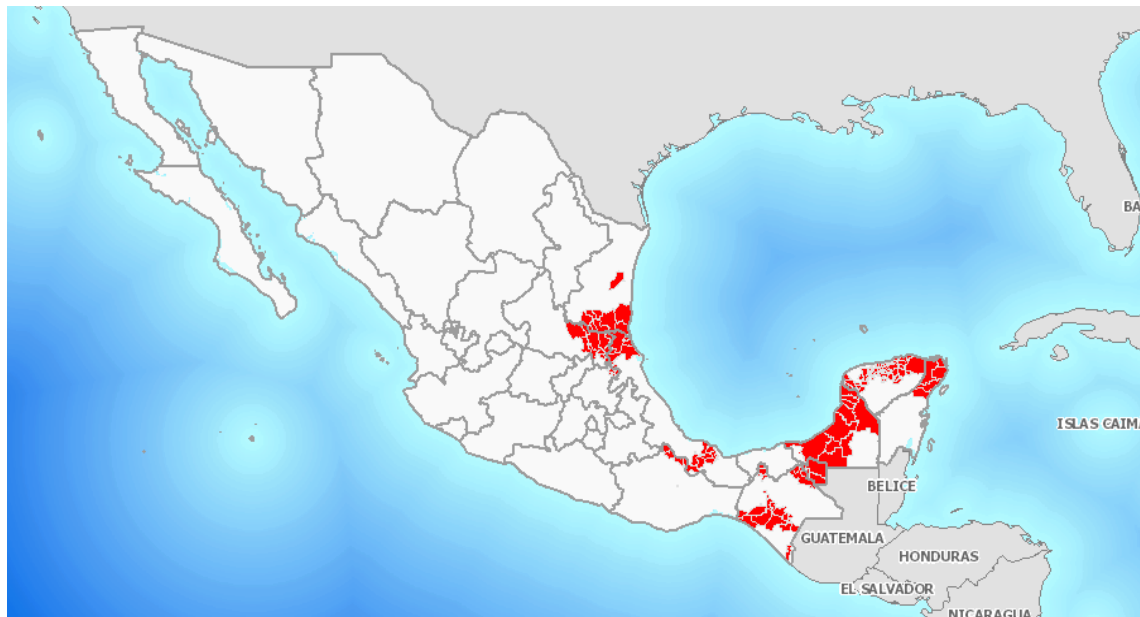 BA
ISLAS CAIMA
BELICE
GUATEMALA
HONDURAS
EL SALVADOR
NICARAGUA